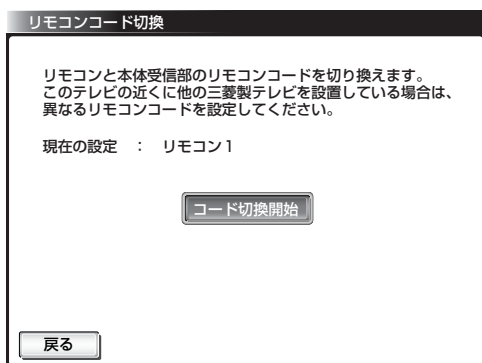 リモコンコード切換
リモコンと本体受信部のリモコンコードを切り換えます。
このテレビの近くに他の三菱製テレビを設置している場合は、
異なるリモコンコードを設定してください。
現在の設定 ： リモコン1
コード切換開始
戻る